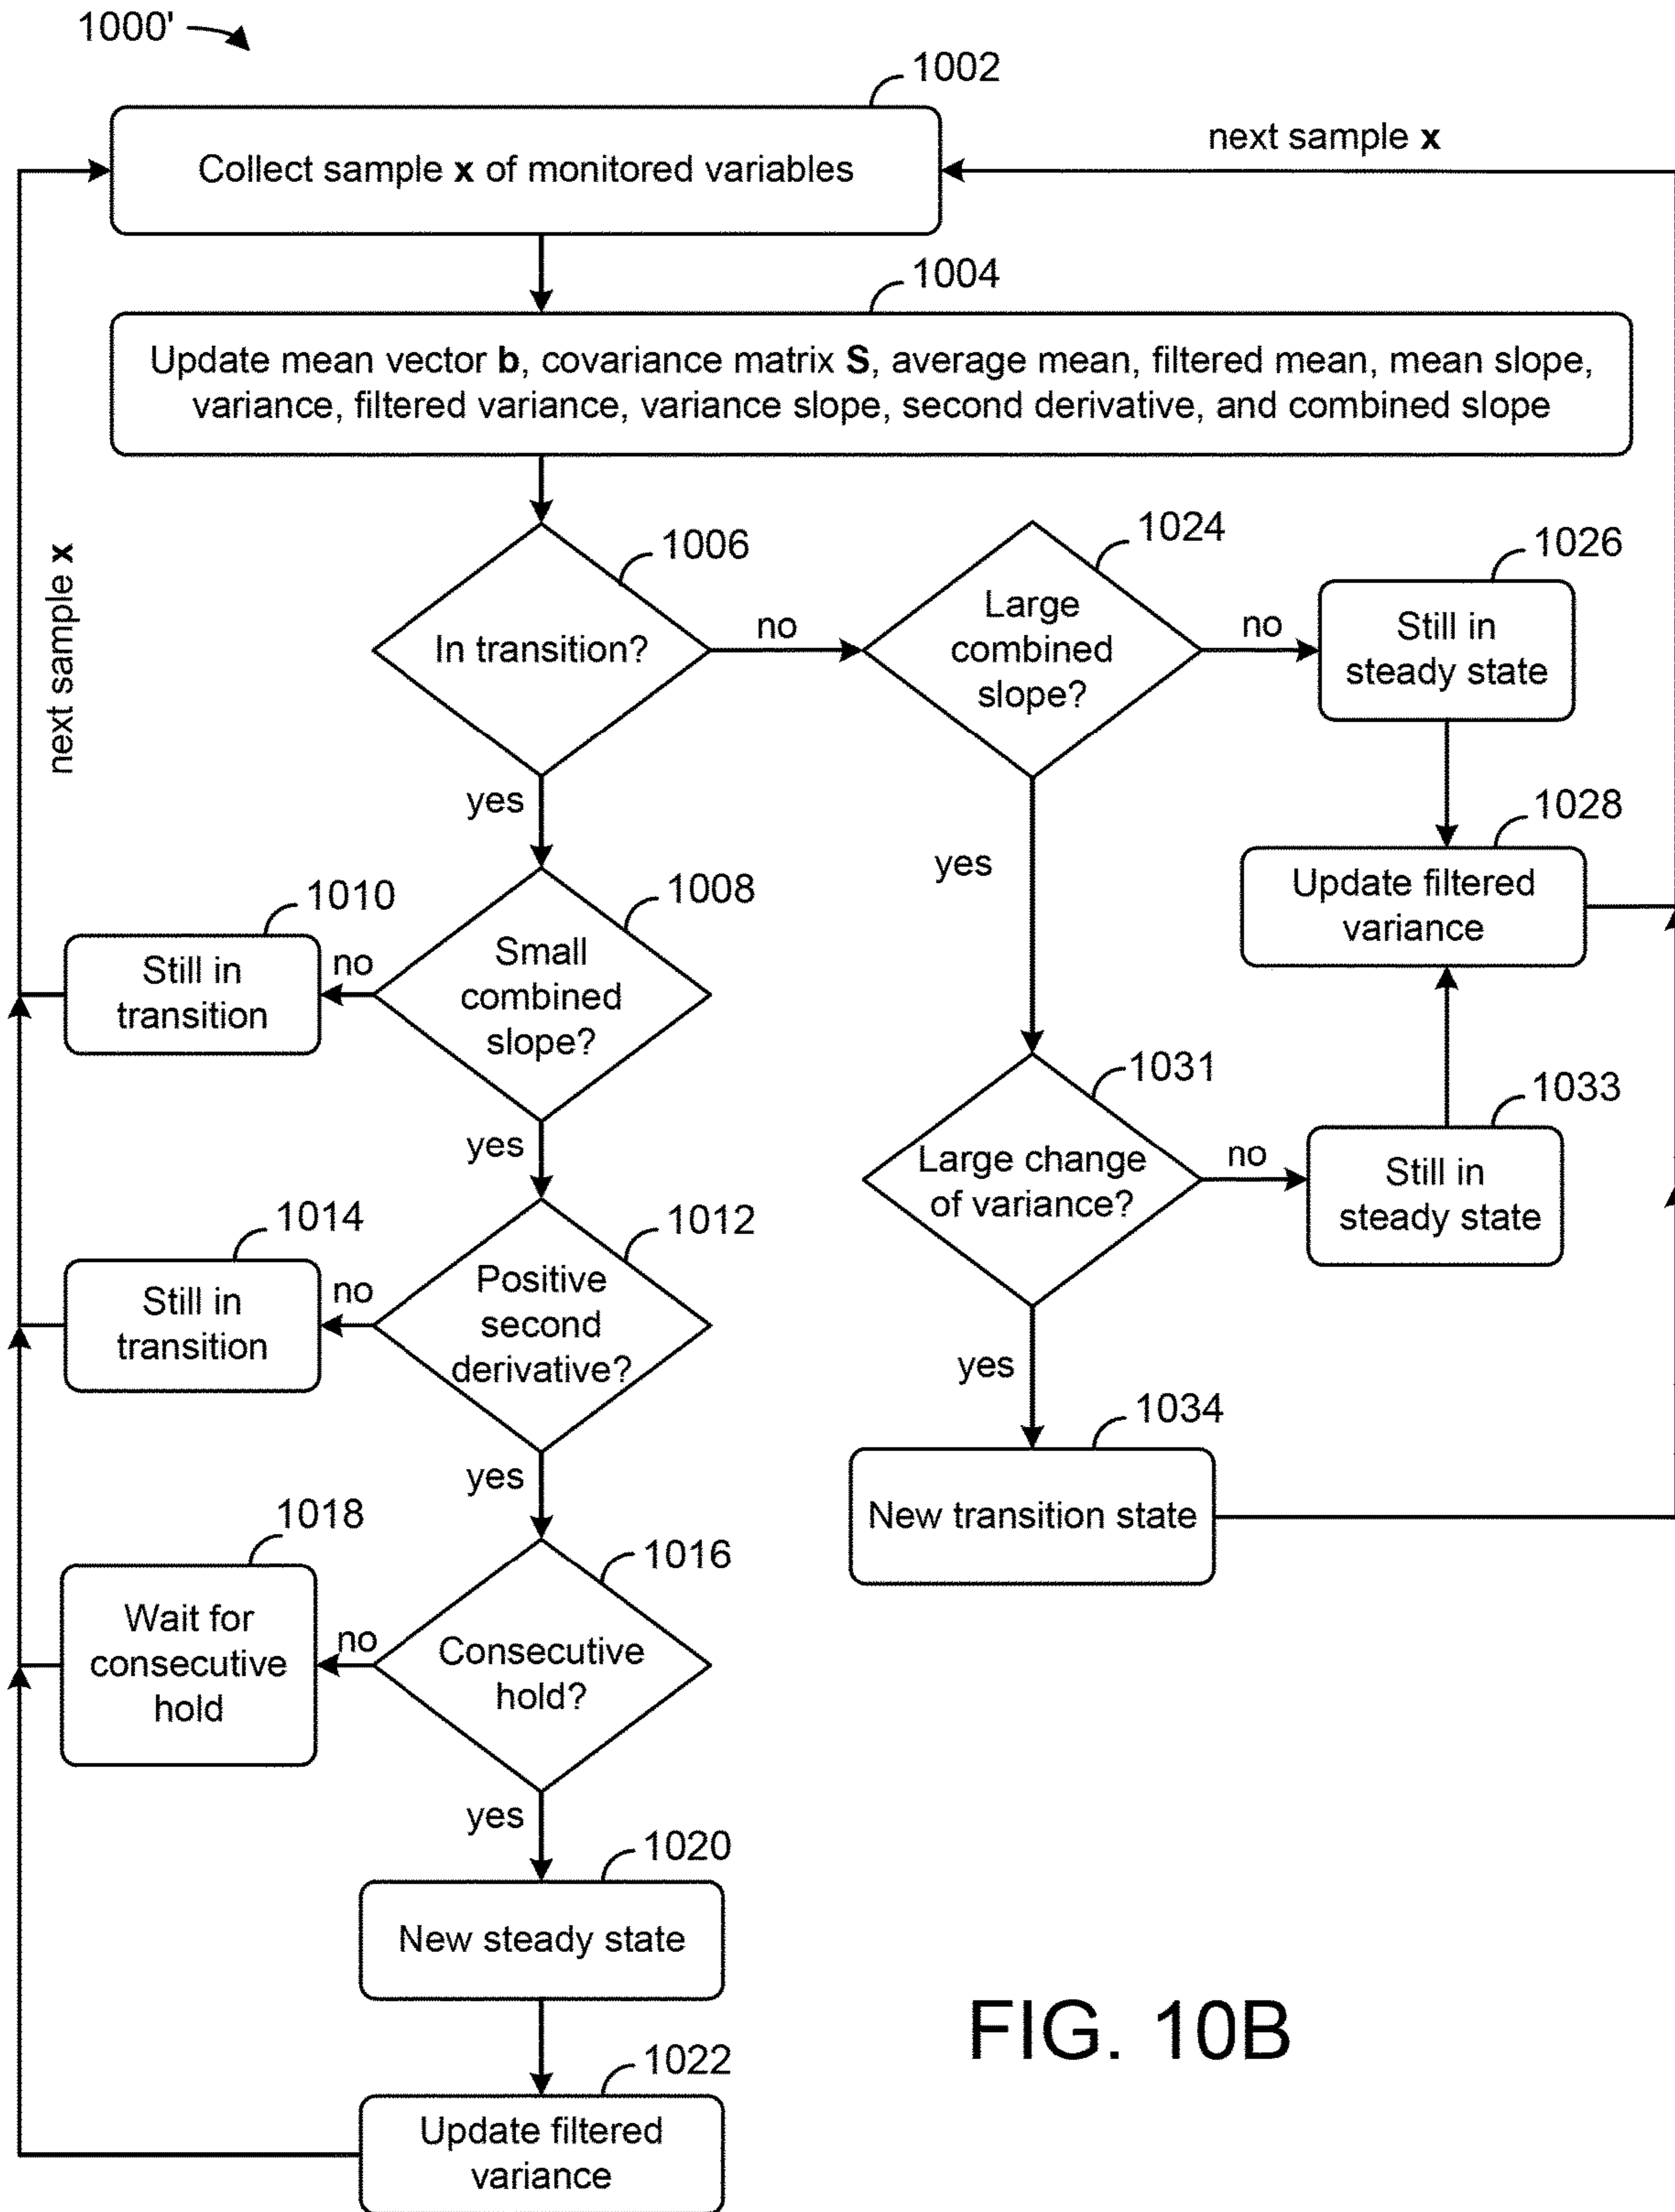 1000'
1002
Collect sample x of monitored variables
next sample x
1004
Update mean vector b, covariance matrix S, average mean, filtered mean, mean slope,
variance, filtered variance, variance slope, second derivative, and combined slope
next sample x
1006
In transition?
no
yes
1024
Large
combined
slope?
no
yes
1026
Still in
steady state
1028
Update filtered
variance
1008
Small
combined
slope?
no
yes
1010
Still in
transition
1031
Large change
of variance?
no
yes
1033
Still in
steady state
1012
Positive
second
derivative?
no
yes
1014
Still in
transition
1034
New transition state
1016
Consecutive
hold?
no
yes
1018
Wait for
consecutive
hold
1020
New steady state
1022
Update filtered
variance
FIG. 10B